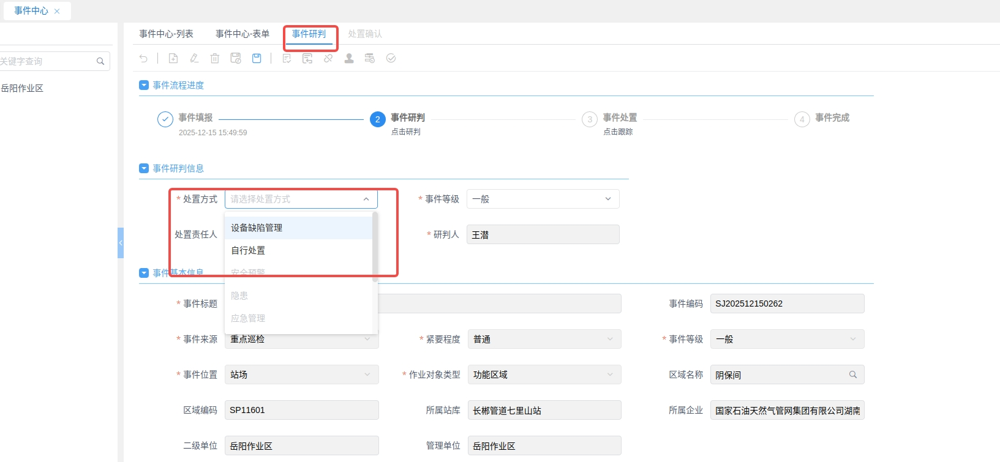 事件中心
事件中心-列表 事件中心-表单 事件研判 处置确认
关键字查询
岳阳作业区
事件流程进度
事件填报 2 事件研判 3 事件处置 4 事件完成
2025-12-15 15:49:59 点击研判 点击跟踪
事件研判信息
* 处置方式 请选择处置方式 * 事件等级 一般
设备缺陷管理
处置责任人 * 研判人 王潜
自行处置
事件基本信息 安全预警
隐患
* 事件标题 事件编码 SJ202512150262
应急管理
* 事件来源 重点巡检 * 紧要程度 普通 * 事件等级 一般
* 事件位置 站场 * 作业对象类型 功能区域 区域名称 阴保间
区域编码 SP11601 所属站库 长郴管道七里山站 所属企业 国家石油天然气管网集团有限公司湖南
二级单位 岳阳作业区 管理单位 岳阳作业区